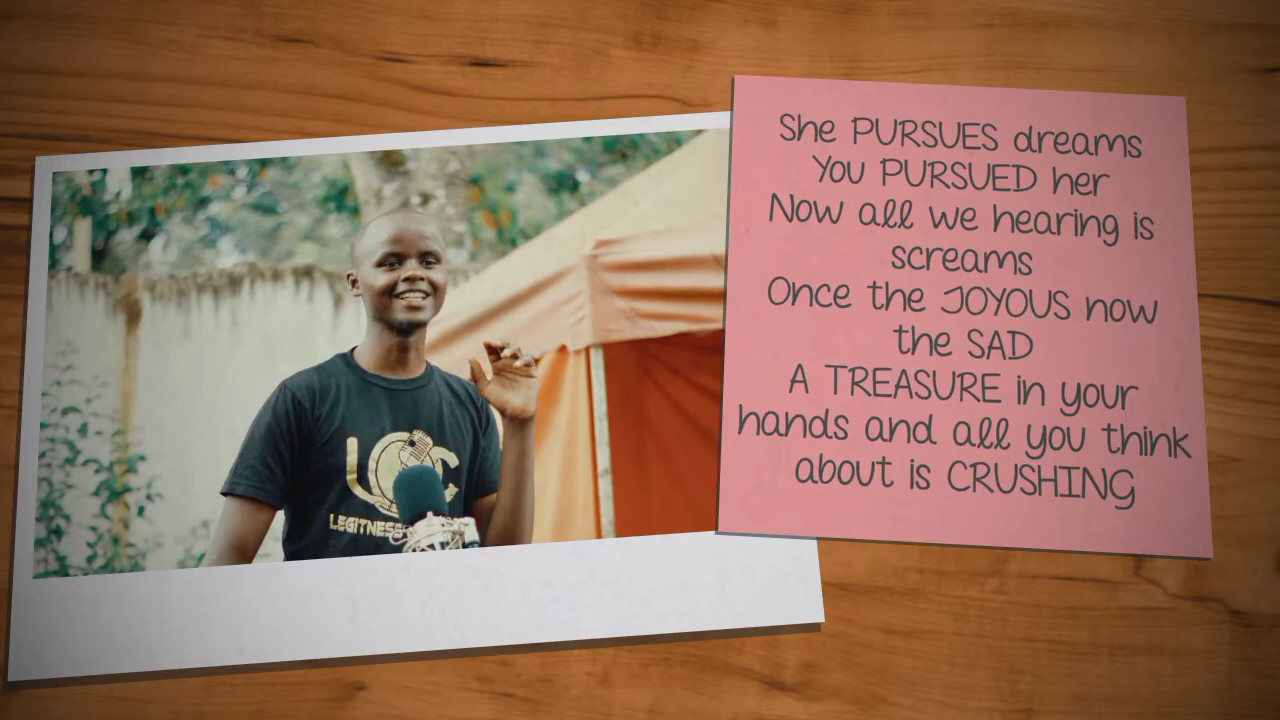 She PURSUES dreams
You PURSUED her
Now all we hearing is
screams
Once the JOYOUS now
the SAD
A TREASURE in your
hands and all you think
about is CRUSHING
LEGITNESS